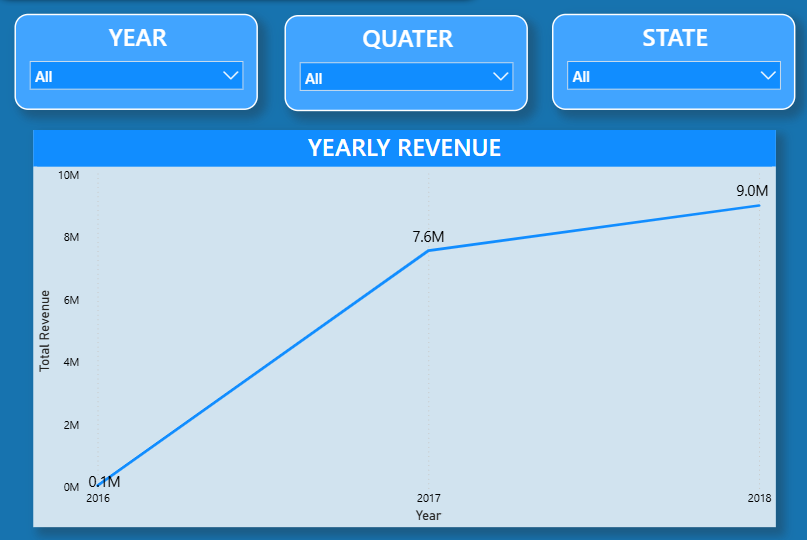 YEAR
All
QUATER
All
STATE
All
YEARLY REVENUE
10M
8M
6M
4M
2M
0M
Total Revenue
0.1M
7.6M
9.0M
2016
2017
2018
Year